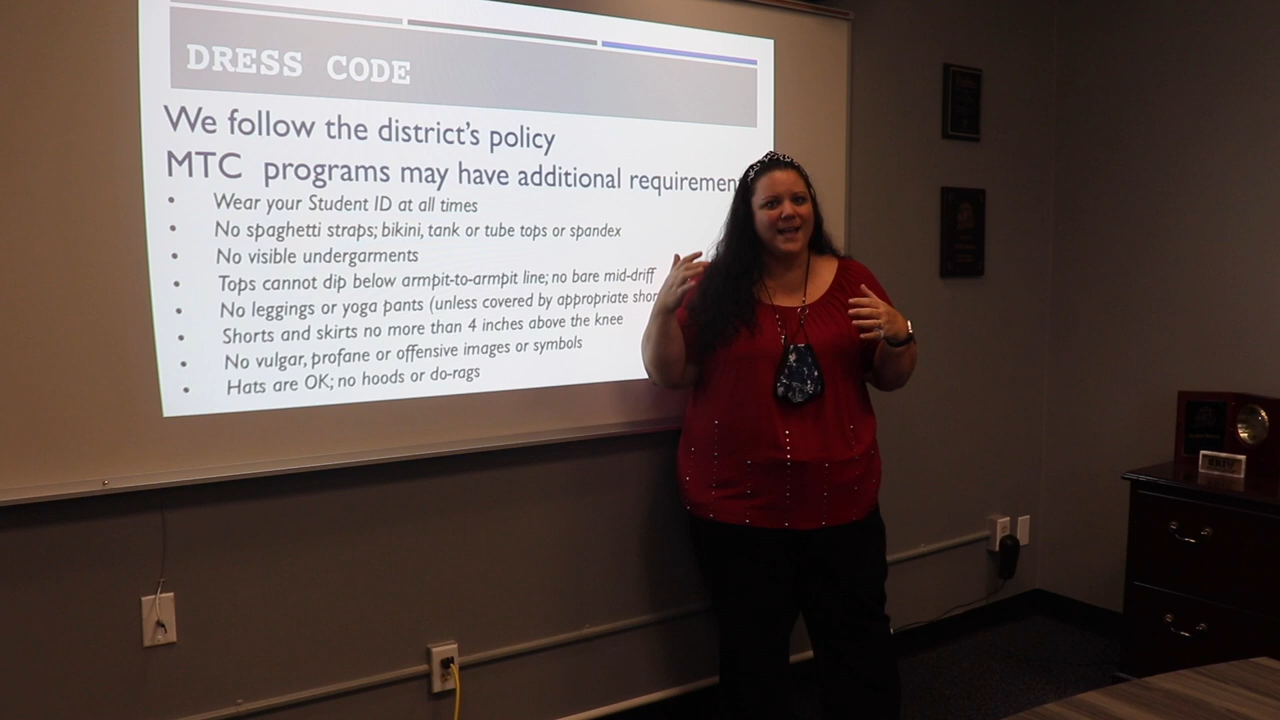 DRESS CODE
We follow the district's policy
MTC programs may have additional requiremen
• Wear your Student ID at all times
• No spaghetti straps; bikini, tank or tube tops or spandex
• No visible undergarments
• Tops cannot dip below armpit-to-armpit line; no bare mid-driff
• No leggings or yoga pants (unless covered by appropriate shor
• Shorts and skirts no more than 4 inches above the knee
• No vulgar, profane or offensive images or symbols
• Hats are OK; no hoods or do-rags